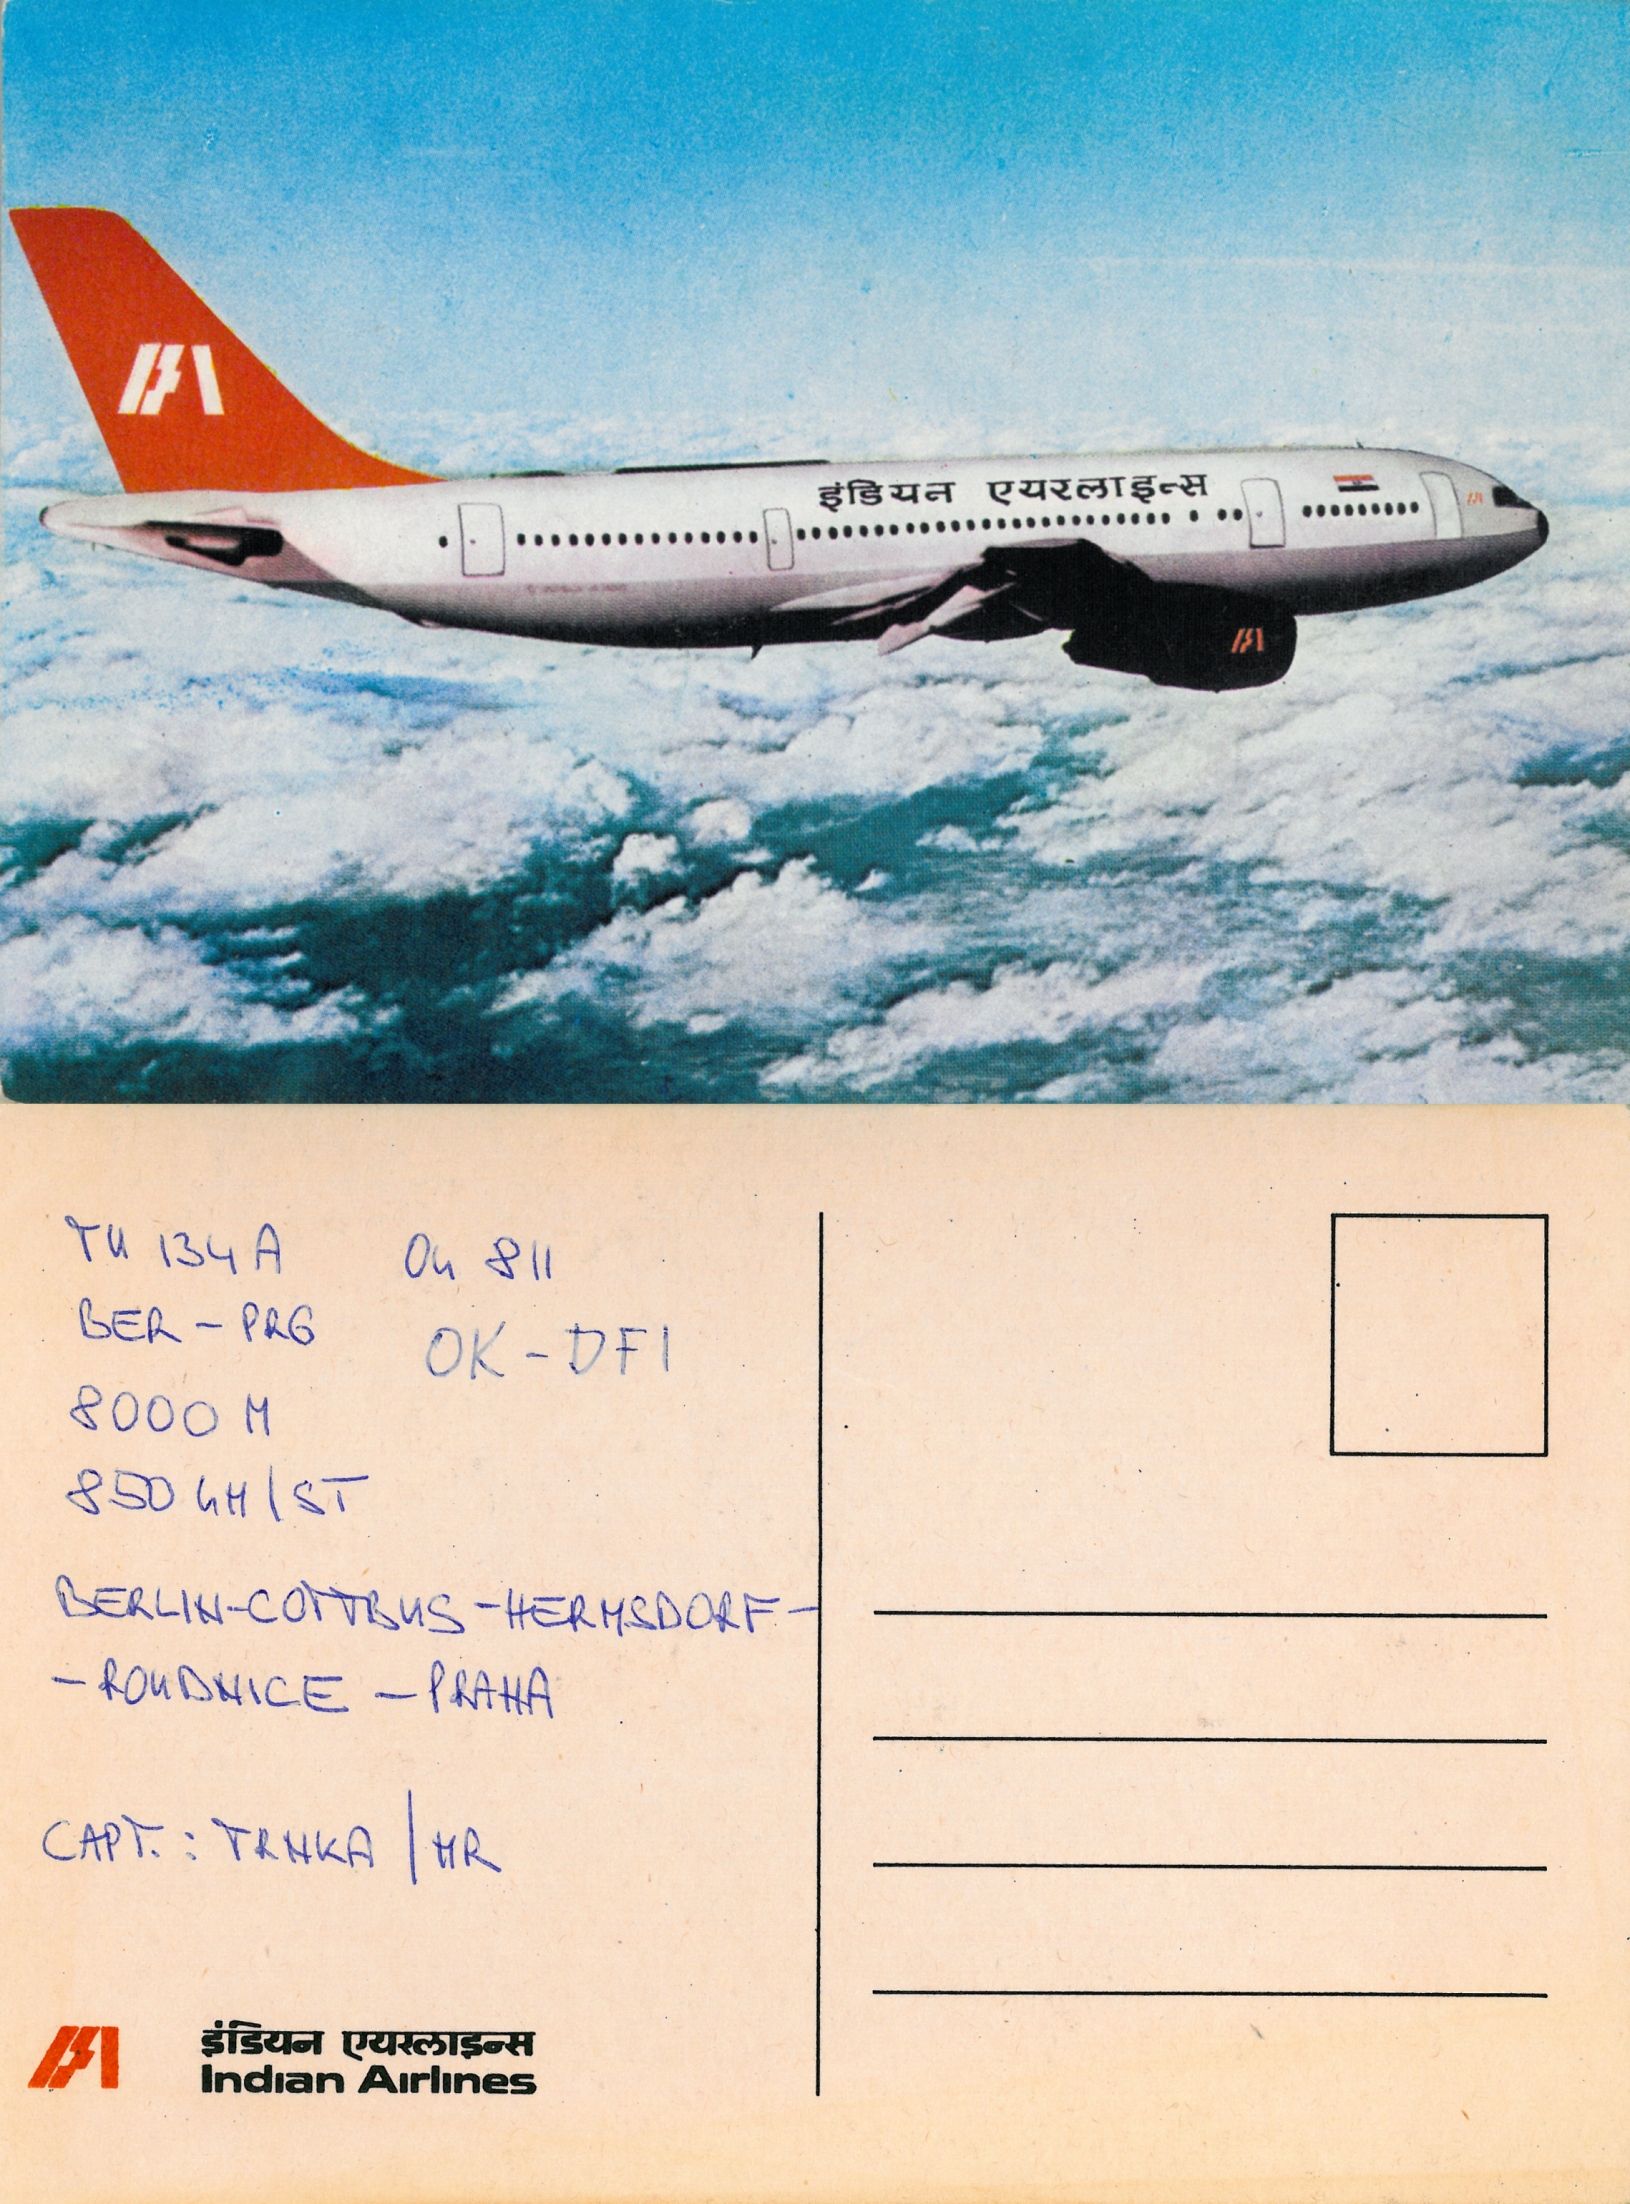 इंडियन एयरलाइन्स
TU 134A OK 811
BER - PRG OK - DFI
8000 M
850 KM/ST
BERLIN-COTTBUS-HERMSDORF-
-ROUDNICE - PRAHA
CAPT.: TRNKA / MR
इंडियन एयरलाइन्स
Indian Airlines